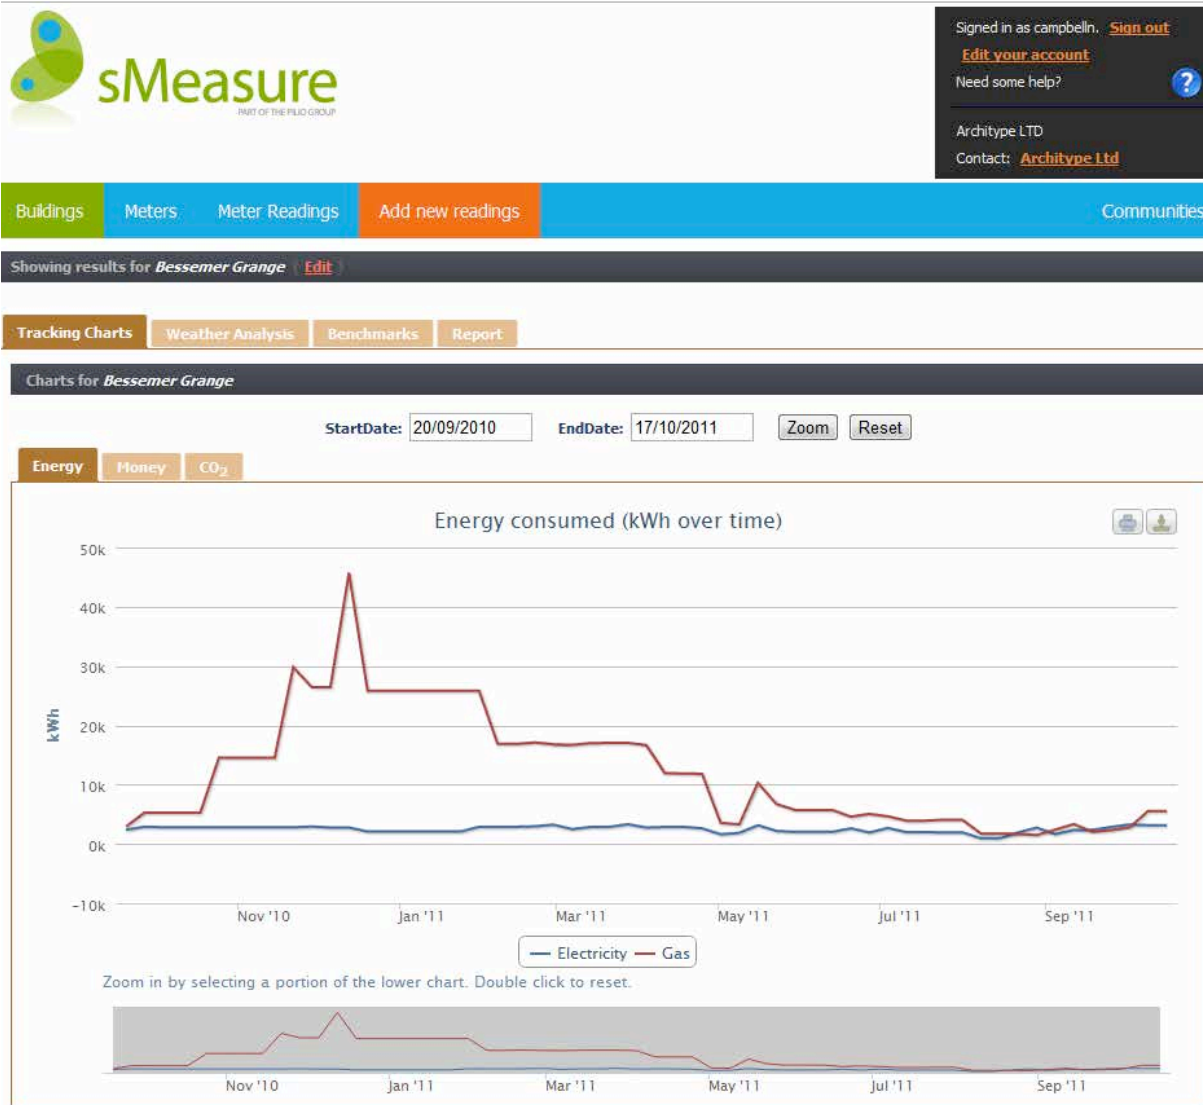 sMeasure
PART OF THE PILIO GROUP
Signed in as campbelln. Sign out
Edit your account
Need some help? ?
Architype LTD
Contact: Architype Ltd
Buildings Meters Meter Readings Add new readings Communities
Showing results for Bessemer Grange ( Edit )
Tracking Charts Weather Analysis Benchmarks Report
Charts for Bessemer Grange
StartDate: 20/09/2010 EndDate: 17/10/2011 Zoom Reset
Energy Money CO2
Energy consumed (kWh over time)
50k
40k
30k
20k
10k
0k
-10k
kWh
Nov '10 Jan '11 Mar '11 May '11 Jul '11 Sep '11
Electricity Gas
Zoom in by selecting a portion of the lower chart. Double click to reset.
Nov '10 Jan '11 Mar '11 May '11 Jul '11 Sep '11